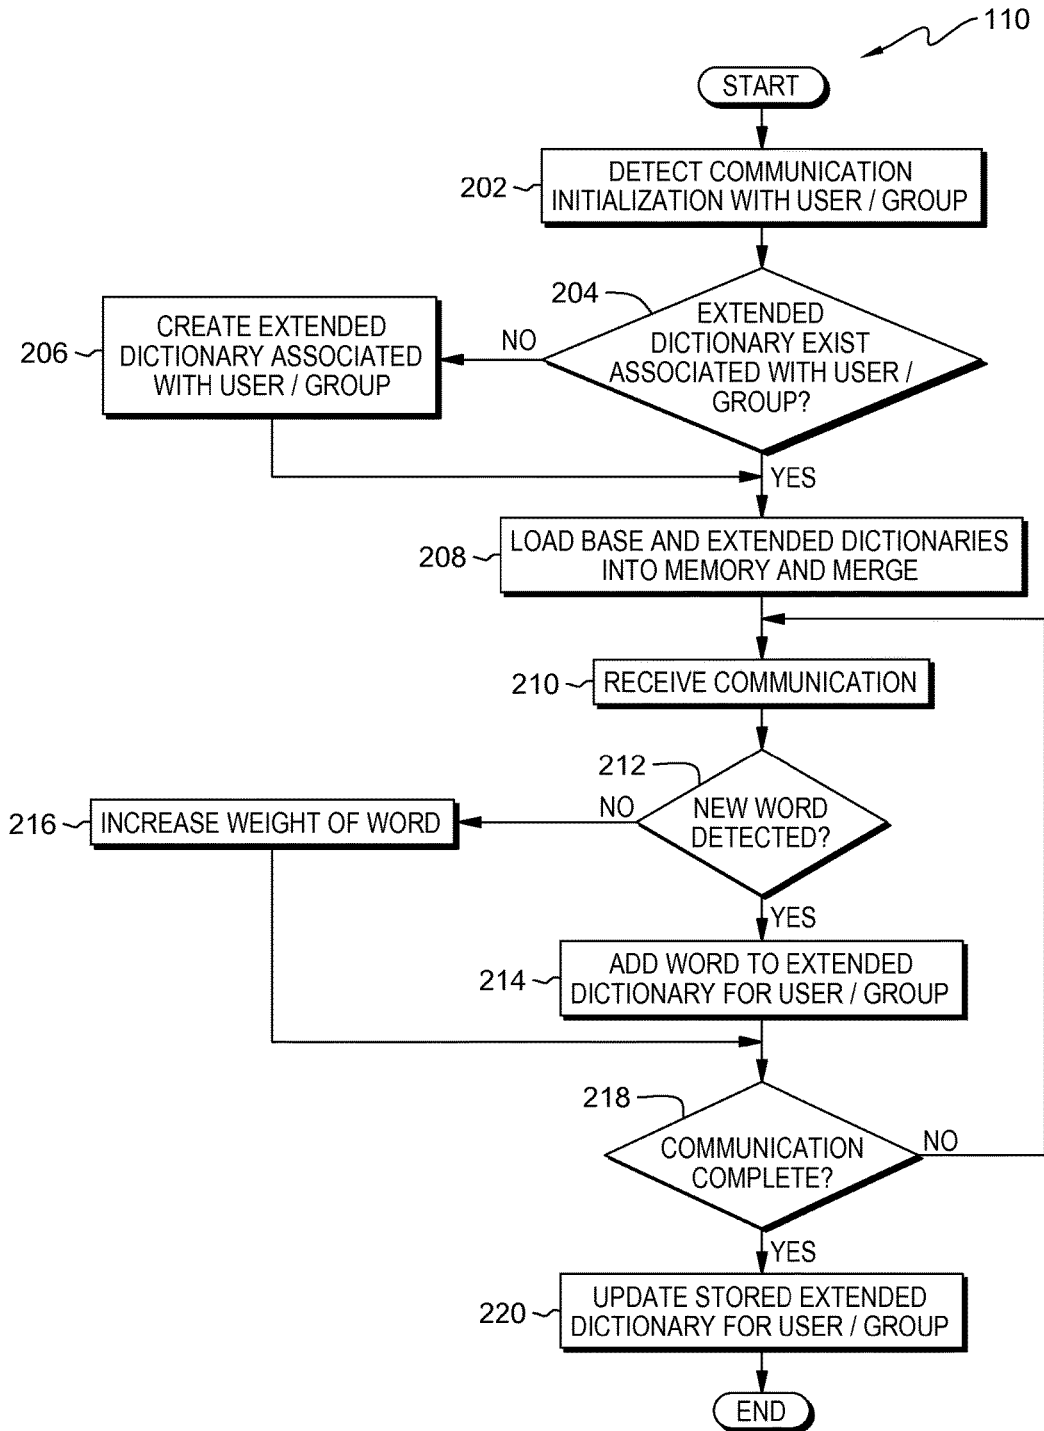 110
START
202
DETECT COMMUNICATION
INITIALIZATION WITH USER / GROUP
204
EXTENDED
DICTIONARY EXIST
ASSOCIATED WITH USER /
GROUP?
NO
206
CREATE EXTENDED
DICTIONARY ASSOCIATED
WITH USER / GROUP
YES
208
LOAD BASE AND EXTENDED DICTIONARIES
INTO MEMORY AND MERGE
210
RECEIVE COMMUNICATION
212
NEW WORD
DETECTED?
NO
216
INCREASE WEIGHT OF WORD
YES
214
ADD WORD TO EXTENDED
DICTIONARY FOR USER / GROUP
218
COMMUNICATION
COMPLETE?
NO
YES
220
UPDATE STORED EXTENDED
DICTIONARY FOR USER / GROUP
END